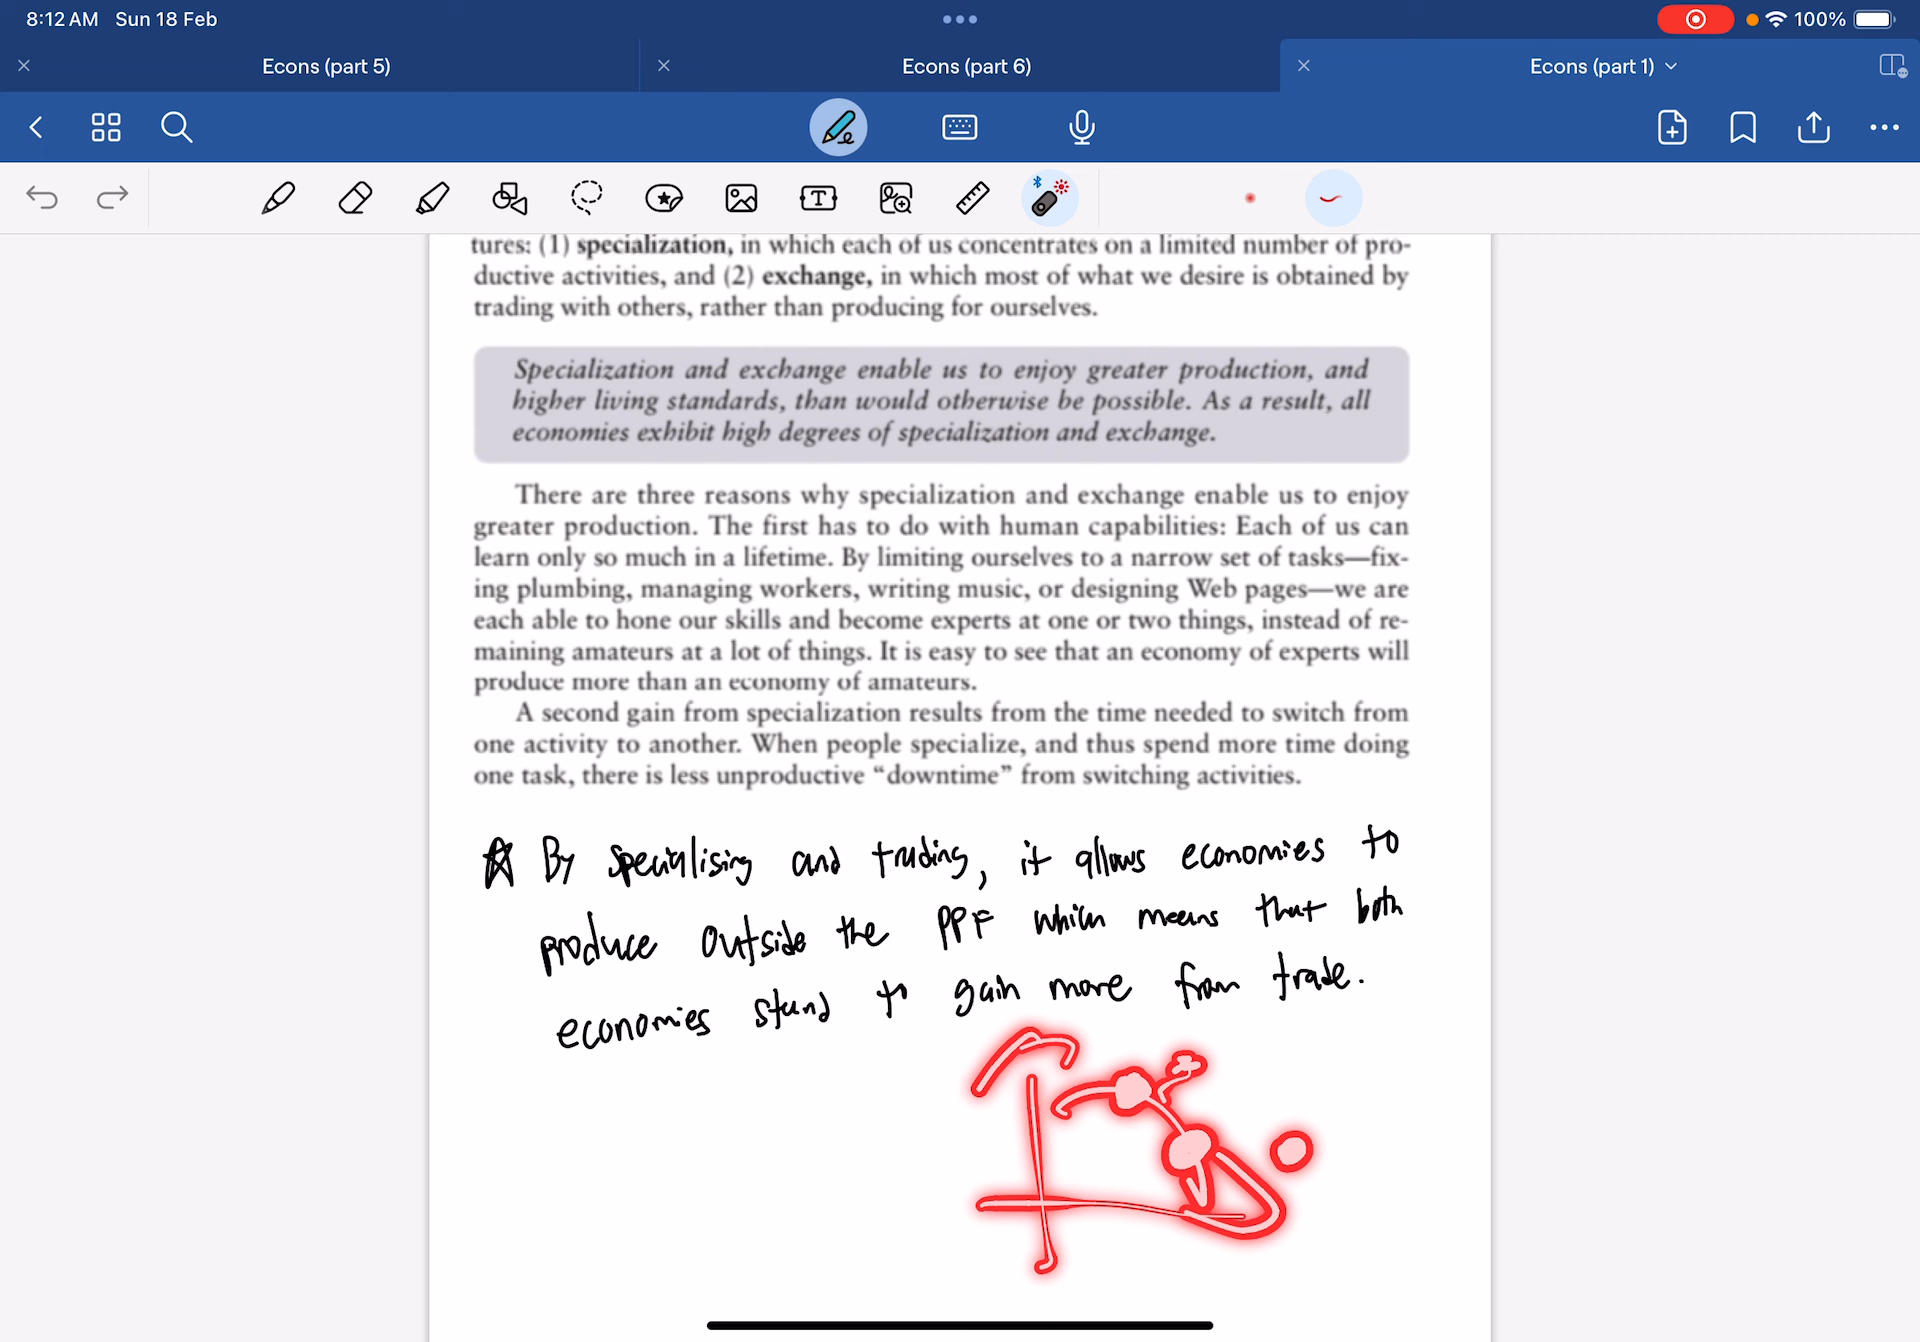 8:12 AM Sun 18 Feb
100%
Econs (part 5)
Econs (part 6)
Econs (part 1)
tures: (1) specialization, in which each of us concentrates on a limited number of pro-
ductive activities, and (2) exchange, in which most of what we desire is obtained by
trading with others, rather than producing for ourselves.
Specialization and exchange enable us to enjoy greater production, and
higher living standards, than would otherwise be possible. As a result, all
economies exhibit high degrees of specialization and exchange.
There are three reasons why specialization and exchange enable us to enjoy
greater production. The first has to do with human capabilities: Each of us can
learn only so much in a lifetime. By limiting ourselves to a narrow set of tasks—fix-
ing plumbing, managing workers, writing music, or designing Web pages—we are
each able to hone our skills and become experts at one or two things, instead of re-
maining amateurs at a lot of things. It is easy to see that an economy of experts will
produce more than an economy of amateurs.
A second gain from specialization results from the time needed to switch from
one activity to another. When people specialize, and thus spend more time doing
one task, there is less unproductive “downtime” from switching activities.
By specialising and trading, it allows economies to
produce outside the PPF which means that both
economies stand to gain more from trade.